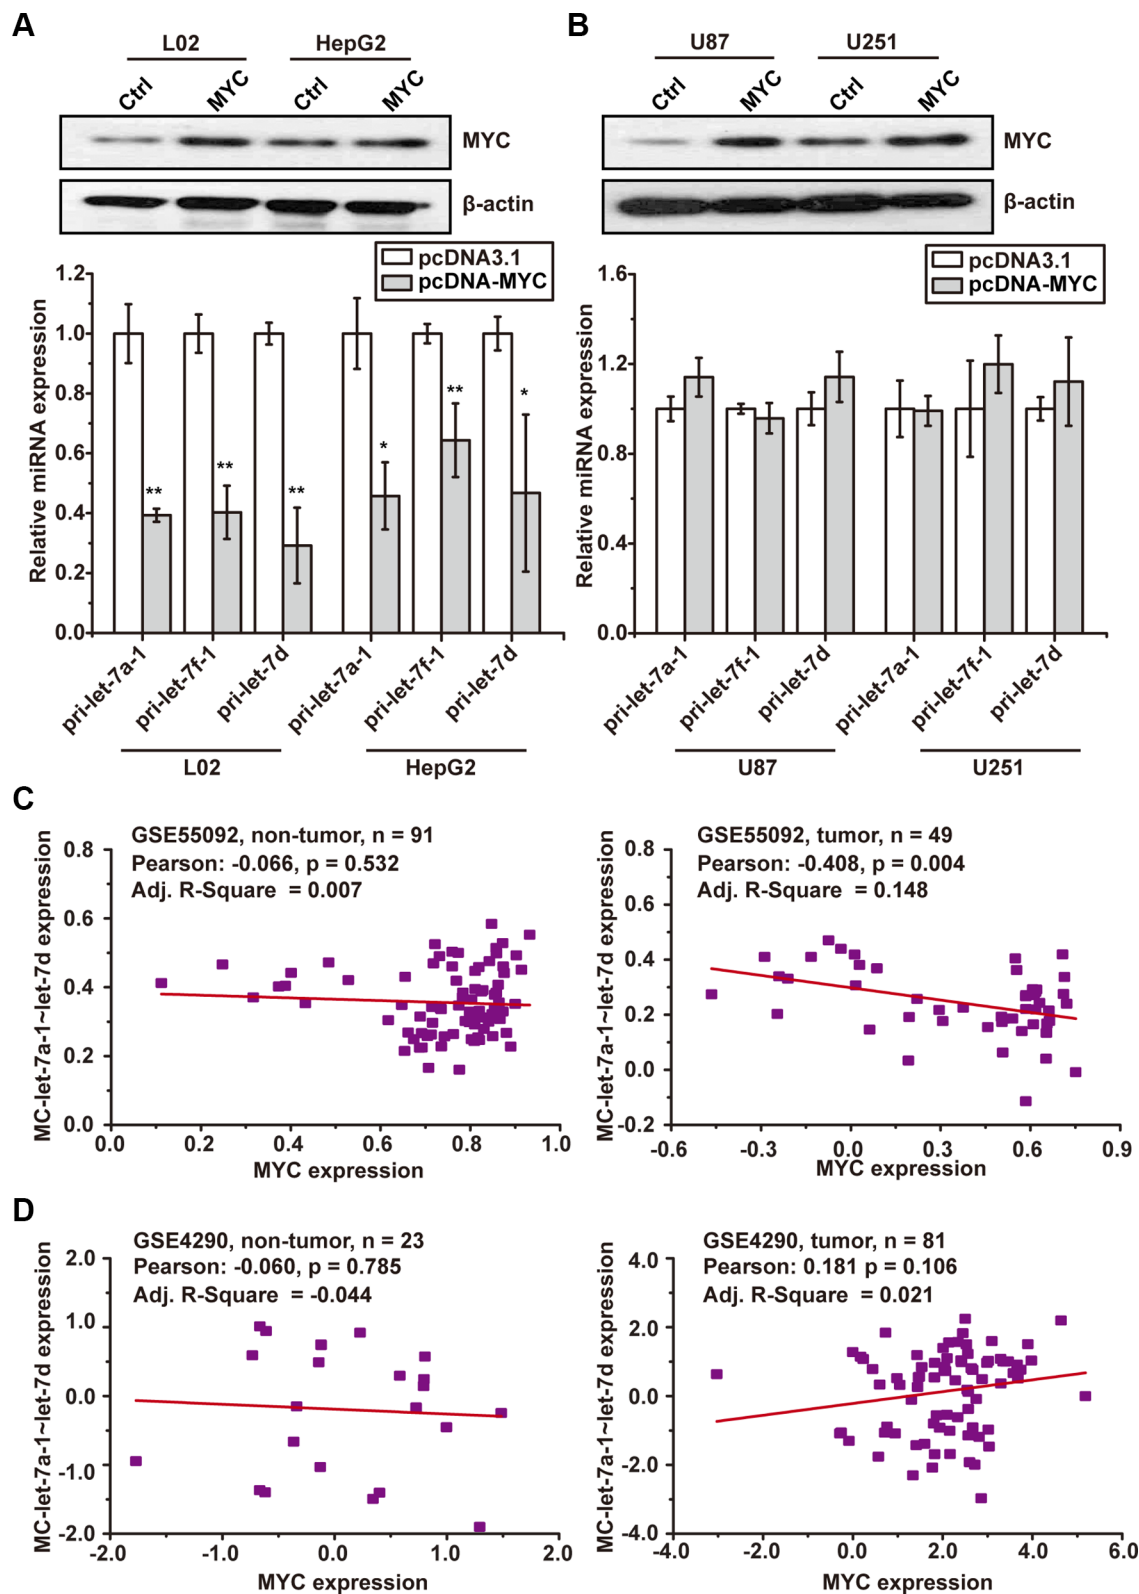 A
L02 HepG2
Ctrl MYC Ctrl MYC
MYC
β-actin
pcDNA3.1
pcDNA-MYC
Relative miRNA expression
1.2
1.0
0.8
0.6
0.4
0.2
0.0
** ** ** * ** *
pri-let-7a-1 pri-let-7f-1 pri-let-7d pri-let-7a-1 pri-let-7f-1 pri-let-7d
L02 HepG2
B
U87 U251
Ctrl MYC Ctrl MYC
MYC
β-actin
pcDNA3.1
pcDNA-MYC
Relative miRNA expression
1.6
1.2
0.8
0.4
0.0
pri-let-7a-1 pri-let-7f-1 pri-let-7d pri-let-7a-1 pri-let-7f-1 pri-let-7d
U87 U251
C
GSE55092, non-tumor, n = 91
Pearson: -0.066, p = 0.532
Adj. R-Square = 0.007
MC-let-7a-1~let-7d expression
0.8
0.6
0.4
0.2
0.0
0.0 0.2 0.4 0.6 0.8 1.0
MYC expression
GSE55092, tumor, n = 49
Pearson: -0.408, p = 0.004
Adj. R-Square = 0.148
MC-let-7a-1~let-7d expression
0.8
0.6
0.4
0.2
0.0
-0.2
-0.6 -0.3 0.0 0.3 0.6 0.9
MYC expression
D
GSE4290, non-tumor, n = 23
Pearson: -0.060, p = 0.785
Adj. R-Square = -0.044
MC-let-7a-1~let-7d expression
2.0
1.0
0.0
-1.0
-2.0
-2.0 -1.0 0.0 1.0 2.0
MYC expression
GSE4290, tumor, n = 81
Pearson: 0.181 p = 0.106
Adj. R-Square = 0.021
MC-let-7a-1~let-7d expression
4.0
2.0
0.0
-2.0
-4.0
-4.0 -2.0 0.0 2.0 4.0 6.0
MYC expression